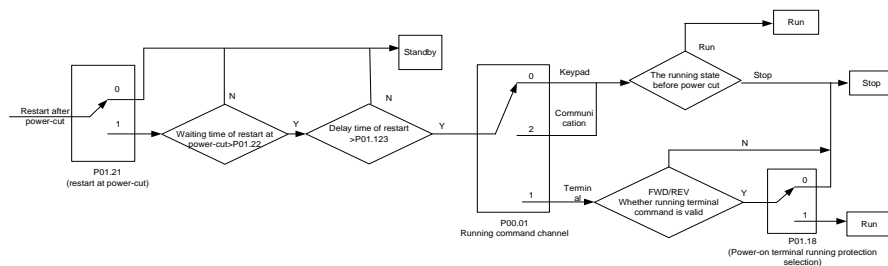 Restart after
power-cut
0
1
P01.21
(restart at power-cut)
N
Waiting time of restart at
power-cut>P01.22
Y
N
Delay time of restart
>P01.123
Y
Standby
0
Keypad
Communi
cation
2
1
Termin
al
P00.01
Running command channel
Run
Run
The running state
before power cut
Stop
Stop
N
FWD/REV
Whether running terminal
command is valid
Y
0
1
Run
P01.18
(Power-on terminal running protection
selection)